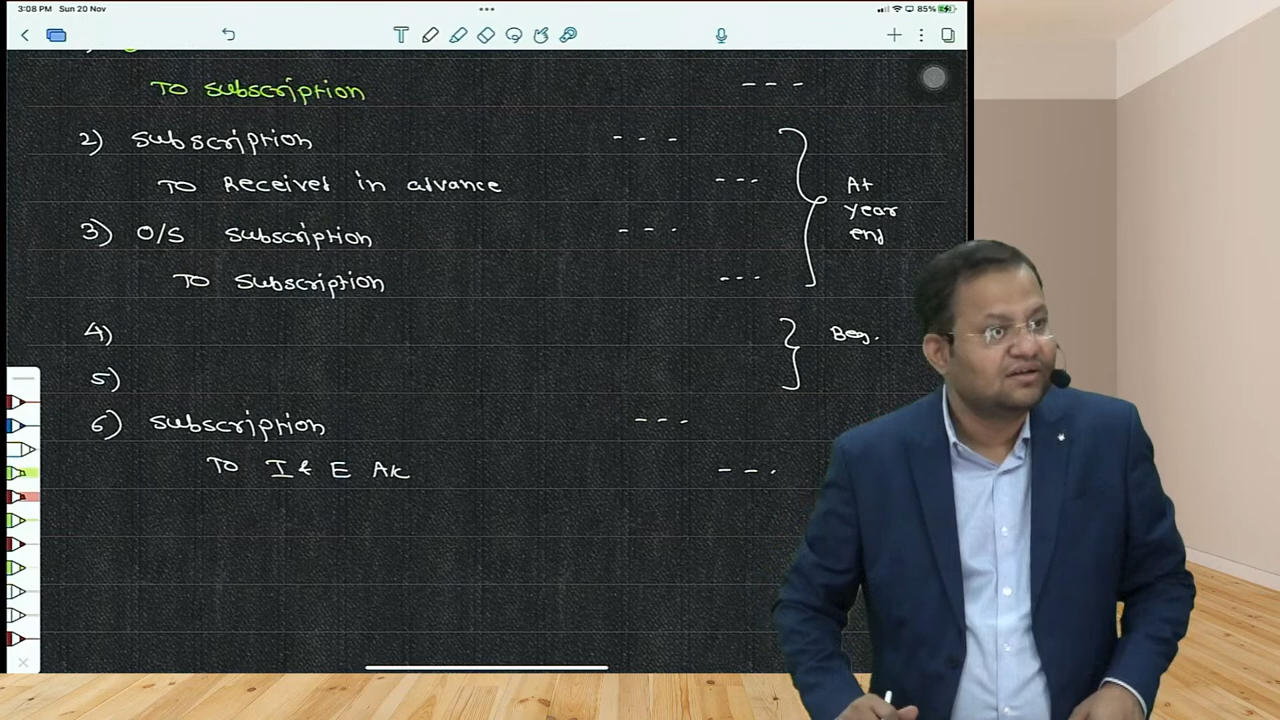 3:08 PM Sun 20 Nov
85%
To subscription - - -
2) subscription - - -
To Received in advance - - -
3) O/S subscription - - -
To subscription - - -
At
year
end
4)
5)
Beg.
6) subscription - - -
To I & E A/c - - -